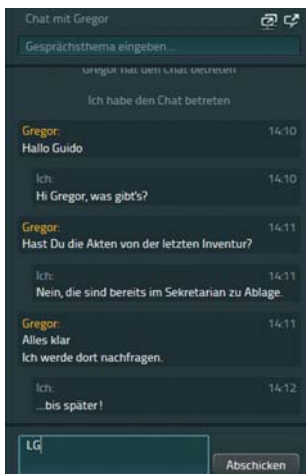 Chat mit Gregor
Gesprächsthema eingeben...
Gregor hat den Chat betreten
Ich habe den Chat betreten
Gregor: 14:10
Hallo Guido
Ich: 14:10
Hi Gregor, was gibt's?
Gregor: 14:11
Hast Du die Akten von der letzten Inventur?
Ich: 14:11
Nein, die sind bereits im Sekretarian zu Ablage.
Gregor: 14:11
Alles klar
Ich werde dort nachfragen.
Ich: 14:12
...bis später!
LG
Abschicken